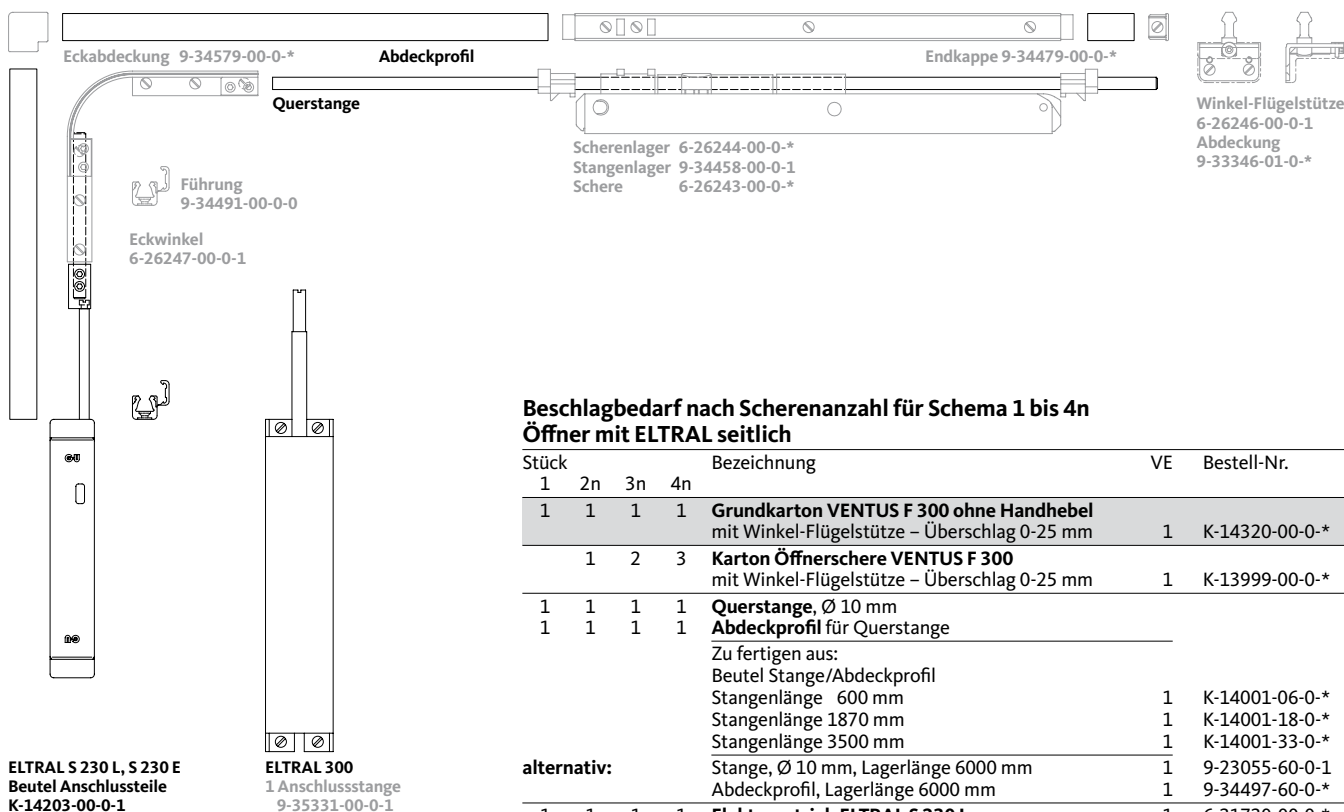 Eckabdeckung 9-34579-00-0-*
Abdeckprofil
Endkappe 9-34479-00-0-*
Querstange
Winkel-Flügelstütze
6-26246-00-0-1
Abdeckung
9-33346-01-0-*
Scherenlager 6-26244-00-0-*
Stangenlager 9-34458-00-0-1
Schere 6-26243-00-0-*
Führung
9-34491-00-0-0
Eckwinkel
6-26247-00-0-1
GU
GU
ELTRAL S 230 L, S 230 E
Beutel Anschlussteile
K-14203-00-0-1
ELTRAL 300
1 Anschlussstange
9-35331-00-0-1
Beschlagbedarf nach Scherenanzahl für Schema 1 bis 4n
Öffner mit ELTRAL seitlich
Stück Bezeichnung VE Bestell-Nr.
1 2n 3n 4n
1 1 1 1 Grundkarton VENTUS F 300 ohne Handhebel
mit Winkel-Flügelstütze – Überschlag 0-25 mm 1 K-14320-00-0-*
1 2 3 Karton Öffnerschere VENTUS F 300
mit Winkel-Flügelstütze – Überschlag 0-25 mm 1 K-13999-00-0-*
1 1 1 1 Querstange, Ø 10 mm
1 1 1 1 Abdeckprofil für Querstange
Zu fertigen aus:
Beutel Stange/Abdeckprofil
Stangenlänge 600 mm 1 K-14001-06-0-*
Stangenlänge 1870 mm 1 K-14001-18-0-*
Stangenlänge 3500 mm 1 K-14001-33-0-*
alternativ: Stange, Ø 10 mm, Lagerlänge 6000 mm 1 9-23055-60-0-1
Abdeckprofil, Lagerlänge 6000 mm 1 9-34497-60-0-*